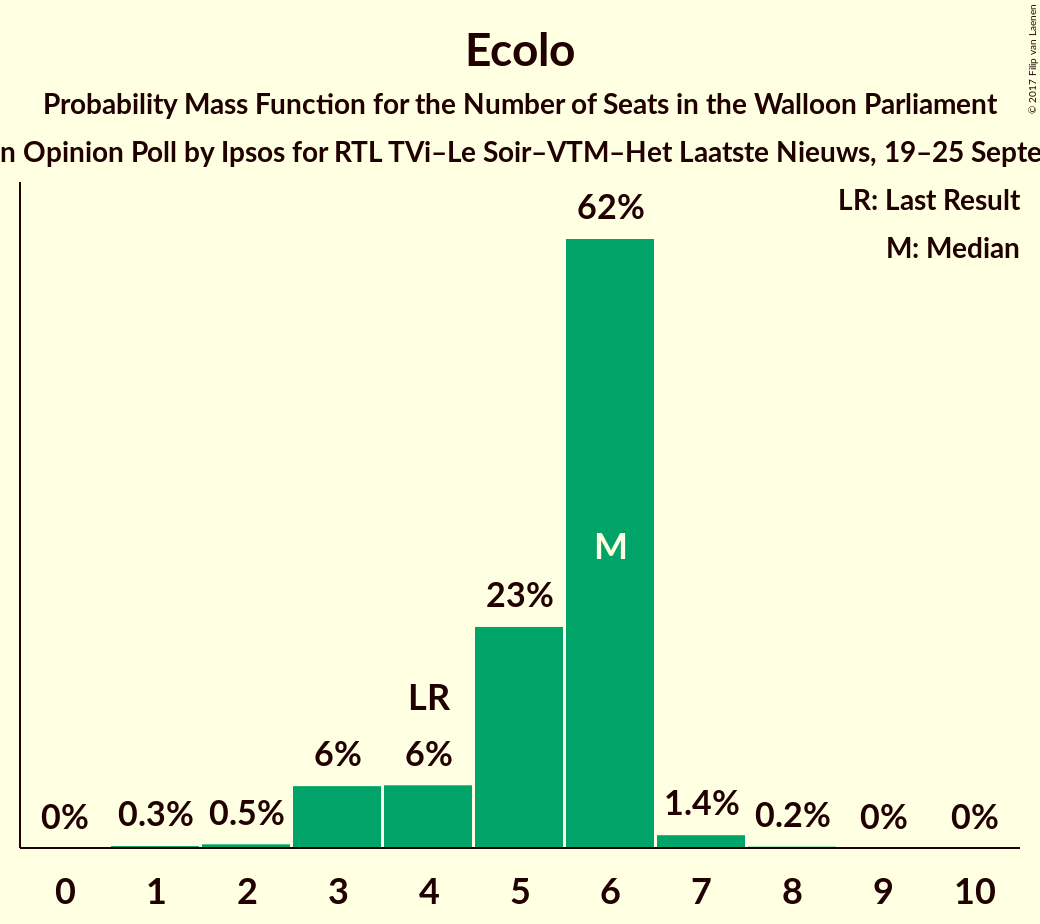 Ecolo
Probability Mass Function for the Number of Seats in the Walloon Parliament
n Opinion Poll by Ipsos for RTL TVi–Le Soir–VTM–Het Laatste Nieuws, 19–25 Septe
© 2017 Filip van Laenen
LR: Last Result
M: Median
62%
M
23%
LR
6% 6%
0% 0.3% 0.5% 1.4% 0.2% 0% 0%
0 1 2 3 4 5 6 7 8 9 10